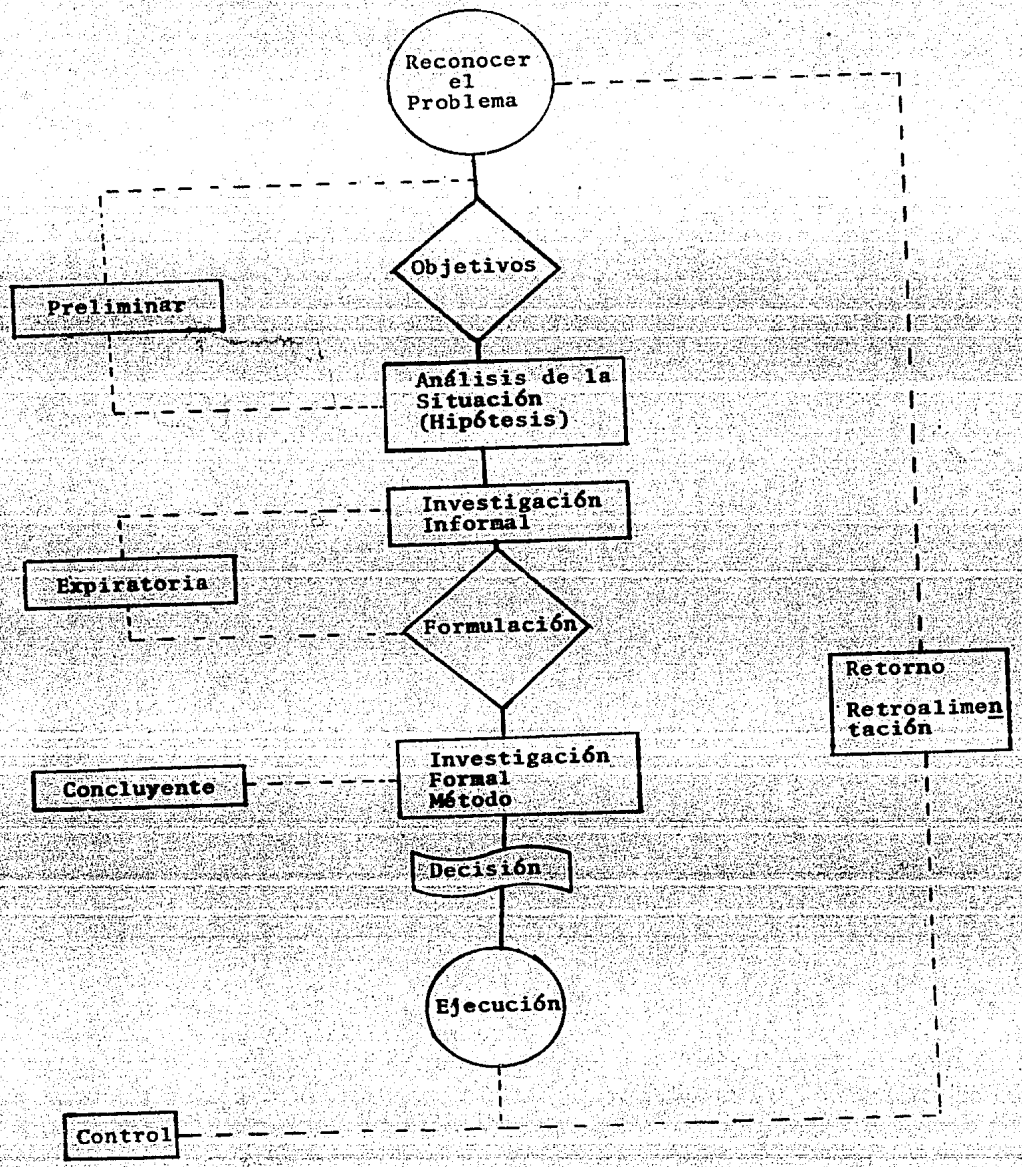 Reconocer
el
Problema
Objetivos
Preliminar
Análisis de la
Situación
(Hipótesis)
Investigación
Informal
Expiratoria
Formulación
Retorno
Retroalimen
tación
Investigación
Formal
Método
Concluyente
Decisión
Ejecución
Control